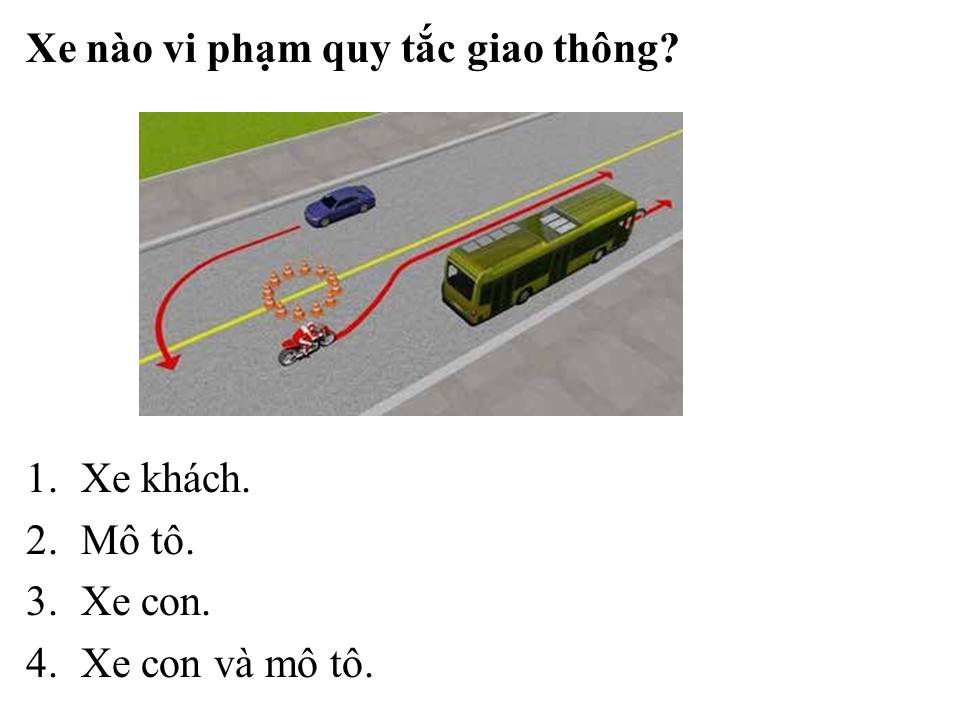 Xe nào vi phạm quy tắc giao thông?
1. Xe khách.
2. Mô tô.
3. Xe con.
4. Xe con và mô tô.